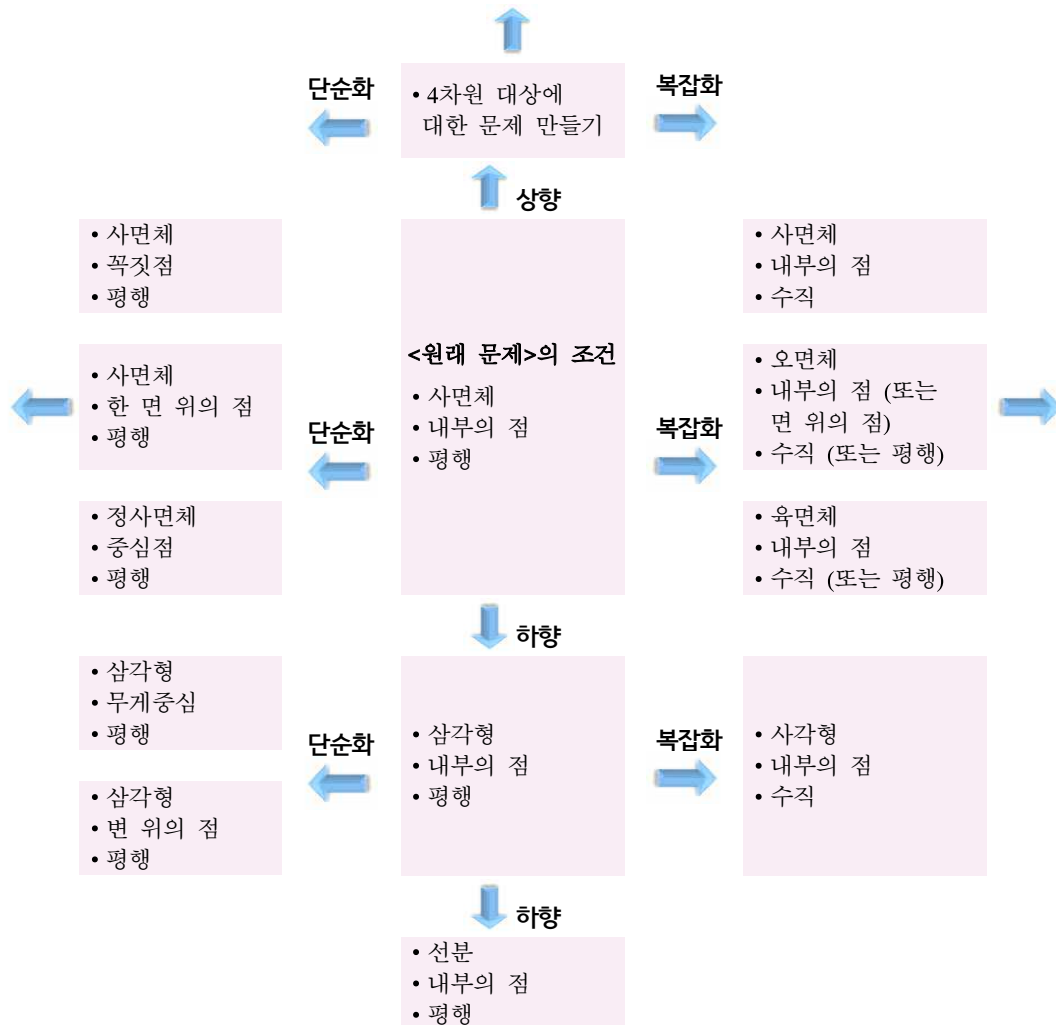 단순화
• 4차원 대상에
대한 문제 만들기
복잡화
상향
• 사면체
• 꼭짓점
• 평행
• 사면체
• 한 면 위의 점
• 평행
• 정사면체
• 중심점
• 평행
단순화
<원래 문제>의 조건
• 사면체
• 내부의 점
• 평행
복잡화
• 사면체
• 내부의 점
• 수직
• 오면체
• 내부의 점 (또는
면 위의 점)
• 수직 (또는 평행)
• 육면체
• 내부의 점
• 수직 (또는 평행)
하향
• 삼각형
• 무게중심
• 평행
• 삼각형
• 변 위의 점
• 평행
단순화
• 삼각형
• 내부의 점
• 평행
복잡화
• 사각형
• 내부의 점
• 수직
하향
• 선분
• 내부의 점
• 평행